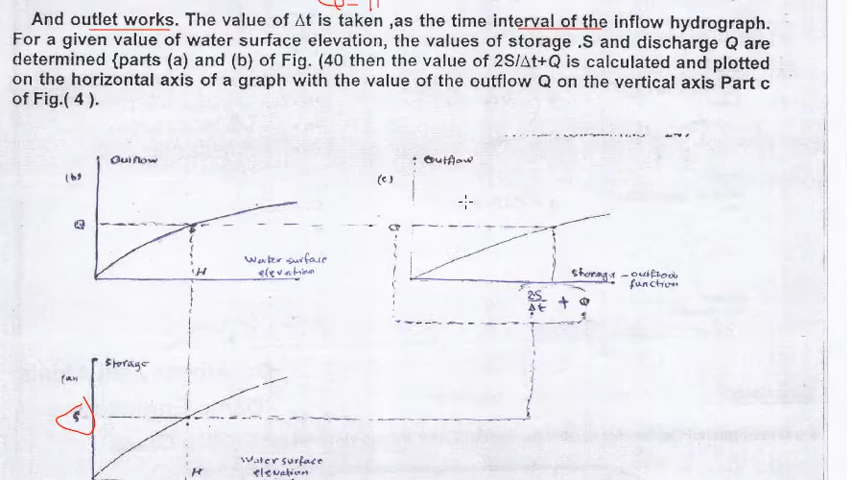 And outlet works. The value of Δt is taken ,as the time interval of the inflow hydrograph.
For a given value of water surface elevation, the values of storage .S and discharge Q are
determined {parts (a) and (b) of Fig. (40 then the value of 2S/Δt+Q is calculated and plotted
on the horizontal axis of a graph with the value of the outflow Q on the vertical axis Part c
of Fig.( 4 ).
Outflow
(b)
Q
H
Water surface
elevation
Outflow
(c)
Q
Storage - outflow
function
2S/Δt + Q
Storage
(a)
S
H
Water surface
elevation